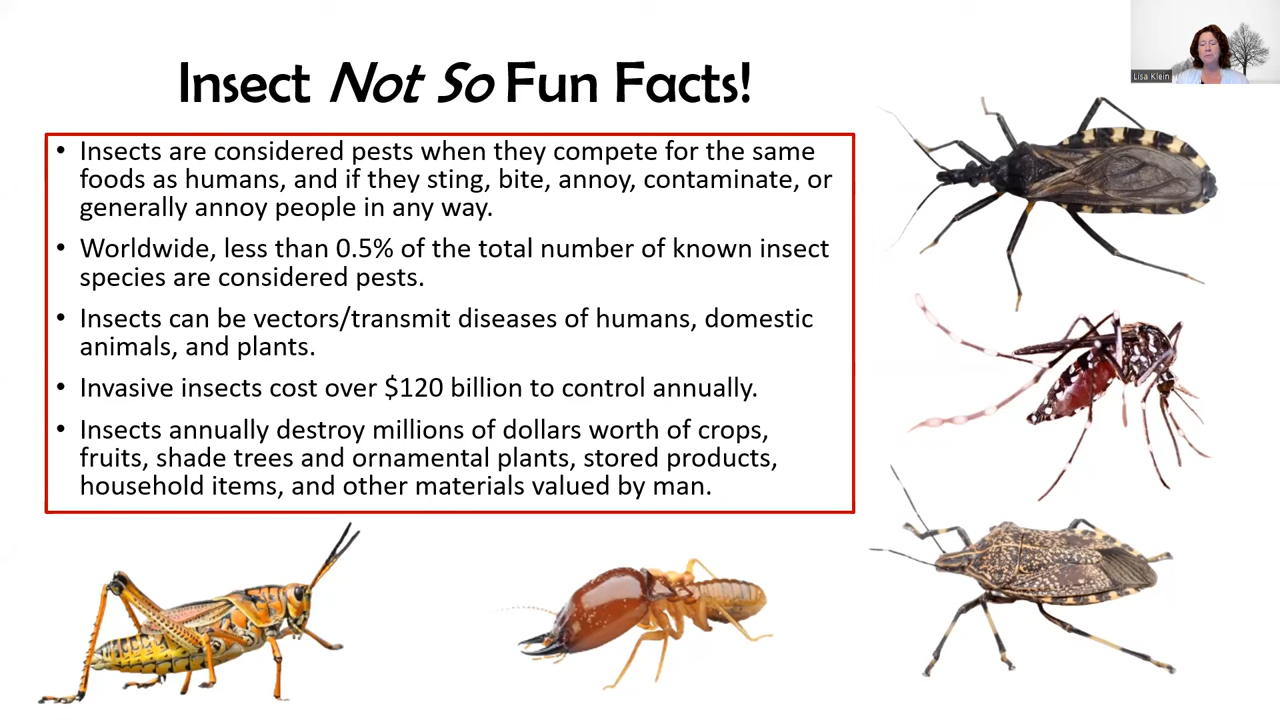 Insect Not So Fun Facts!
Lisa Klein
• Insects are considered pests when they compete for the same
foods as humans, and if they sting, bite, annoy, contaminate, or
generally annoy people in any way.
• Worldwide, less than 0.5% of the total number of known insect
species are considered pests.
• Insects can be vectors/transmit diseases of humans, domestic
animals, and plants.
• Invasive insects cost over $120 billion to control annually.
• Insects annually destroy millions of dollars worth of crops,
fruits, shade trees and ornamental plants, stored products,
household items, and other materials valued by man.